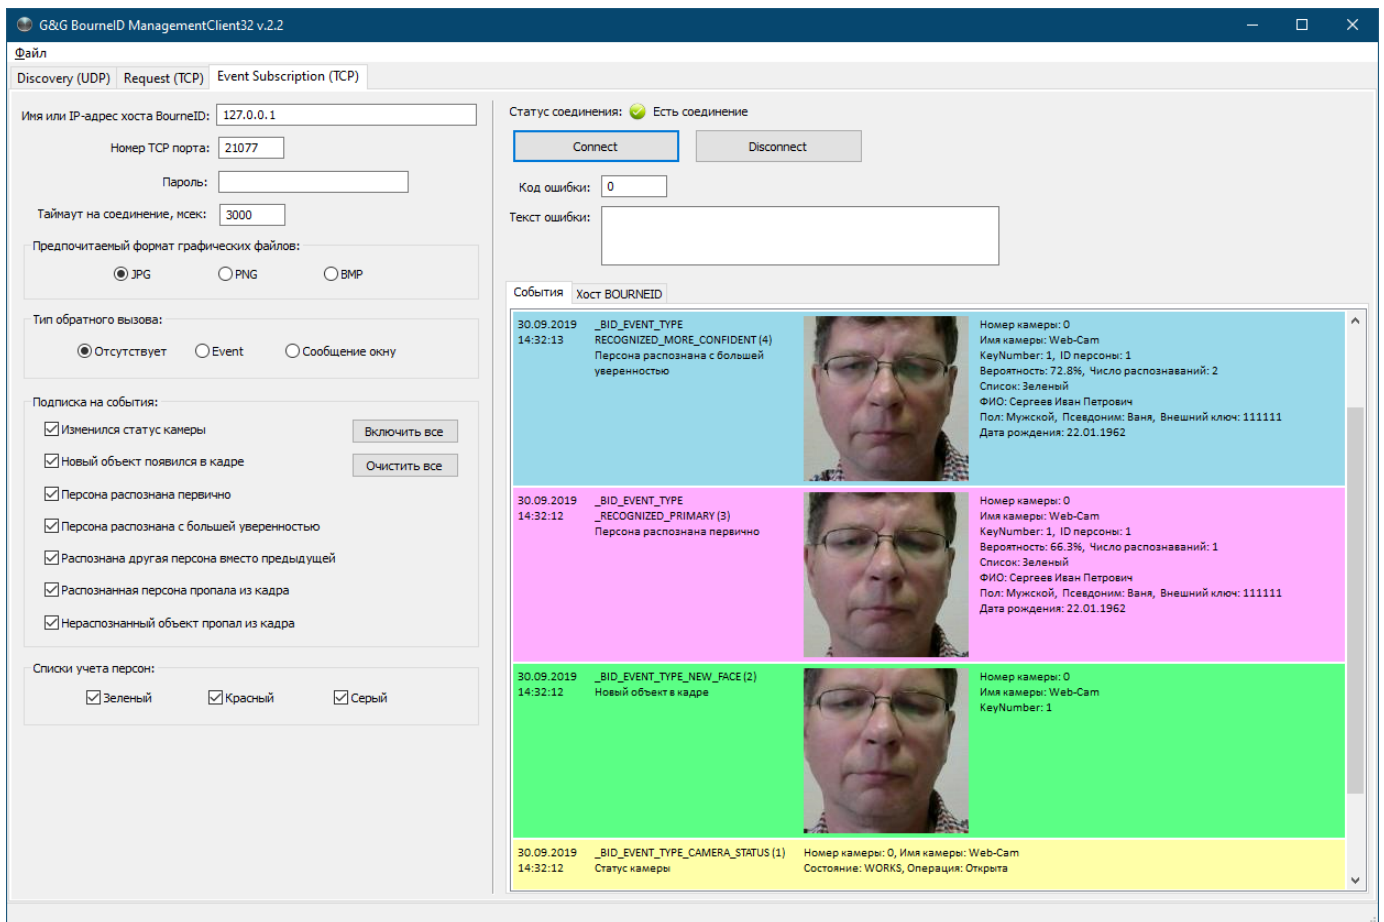 G&G BourneID ManagementClient32 v.2.2
Файл
Discovery (UDP) Request (TCP) Event Subscription (TCP)
Имя или IP-адрес хоста BourneID: 127.0.0.1
Номер TCP порта: 21077
Пароль:
Таймаут на соединение, мсек: 3000
Предпочитаемый формат графических файлов:
JPG PNG BMP
Тип обратного вызова:
Отсутствует Event Сообщение окну
Подписка на события:
Изменился статус камеры Включить все
Новый объект появился в кадре Очистить все
Персона распознана первично
Персона распознана с большей уверенностью
Распознана другая персона вместо предыдущей
Распознанная персона пропала из кадра
Нераспознанный объект пропал из кадра
Списки учета персон:
Зеленый Красный Серый
Статус соединения: Есть соединение
Connect Disconnect
Код ошибки: 0
Текст ошибки:
События Хост BOURNEID
30.09.2019
14:32:13
_BID_EVENT_TYPE
RECOGNIZED_MORE_CONFIDENT (4)
Персона распознана с большей
уверенностью
Номер камеры: 0
Имя камеры: Web-Cam
KeyNumber: 1, ID персоны: 1
Вероятность: 72.8%, Число распознаваний: 2
Список: Зеленый
ФИО: Сергеев Иван Петрович
Пол: Мужской, Псевдоним: Ваня, Внешний ключ: 111111
Дата рождения: 22.01.1962
30.09.2019
14:32:12
_BID_EVENT_TYPE
_RECOGNIZED_PRIMARY (3)
Персона распознана первично
Номер камеры: 0
Имя камеры: Web-Cam
KeyNumber: 1, ID персоны: 1
Вероятность: 66.3%, Число распознаваний: 1
Список: Зеленый
ФИО: Сергеев Иван Петрович
Пол: Мужской, Псевдоним: Ваня, Внешний ключ: 111111
Дата рождения: 22.01.1962
30.09.2019
14:32:12
_BID_EVENT_TYPE_NEW_FACE (2)
Новый объект в кадре
Номер камеры: 0
Имя камеры: Web-Cam
KeyNumber: 1
30.09.2019
14:32:12
_BID_EVENT_TYPE_CAMERA_STATUS (1)
Статус камеры
Номер камеры: 0, Имя камеры: Web-Cam
Состояние: WORKS, Операция: Открыта